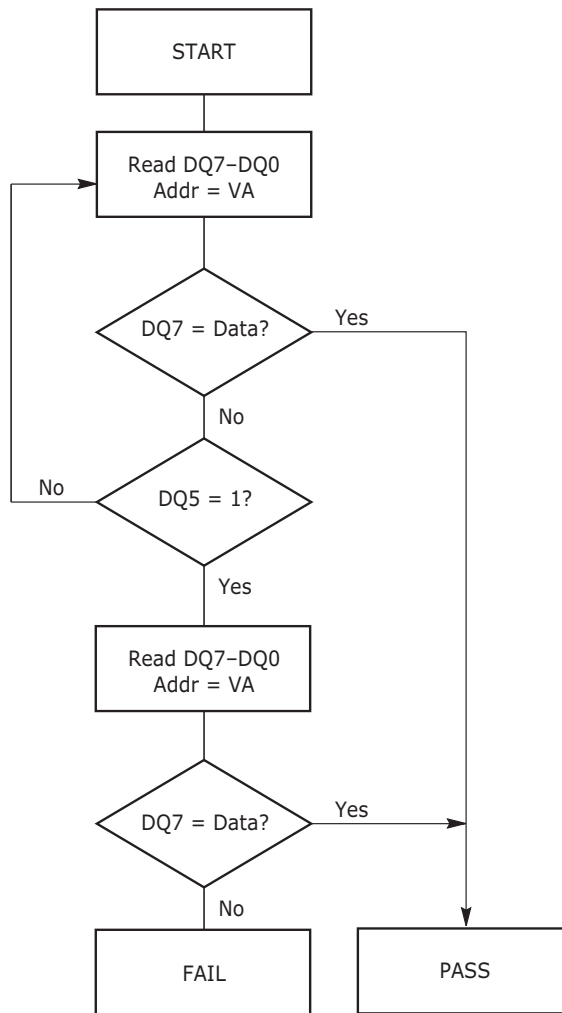 START
Read DQ7–DQ0
Addr = VA
DQ7 = Data?
Yes
No
No
DQ5 = 1?
Yes
Read DQ7–DQ0
Addr = VA
DQ7 = Data?
Yes
No
FAIL
PASS